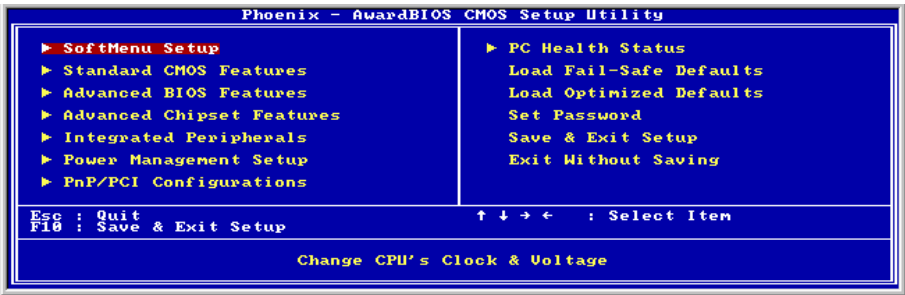 Phoenix - AwardBIOS CMOS Setup Utility
► SoftMenu Setup
► Standard CMOS Features
► Advanced BIOS Features
► Advanced Chipset Features
► Integrated Peripherals
► Power Management Setup
► PnP/PCI Configurations
► PC Health Status
Load Fail-Safe Defaults
Load Optimized Defaults
Set Password
Save & Exit Setup
Exit Without Saving
Esc : Quit
F10 : Save & Exit Setup
↑ ↓ → ← : Select Item
Change CPU's Clock & Voltage